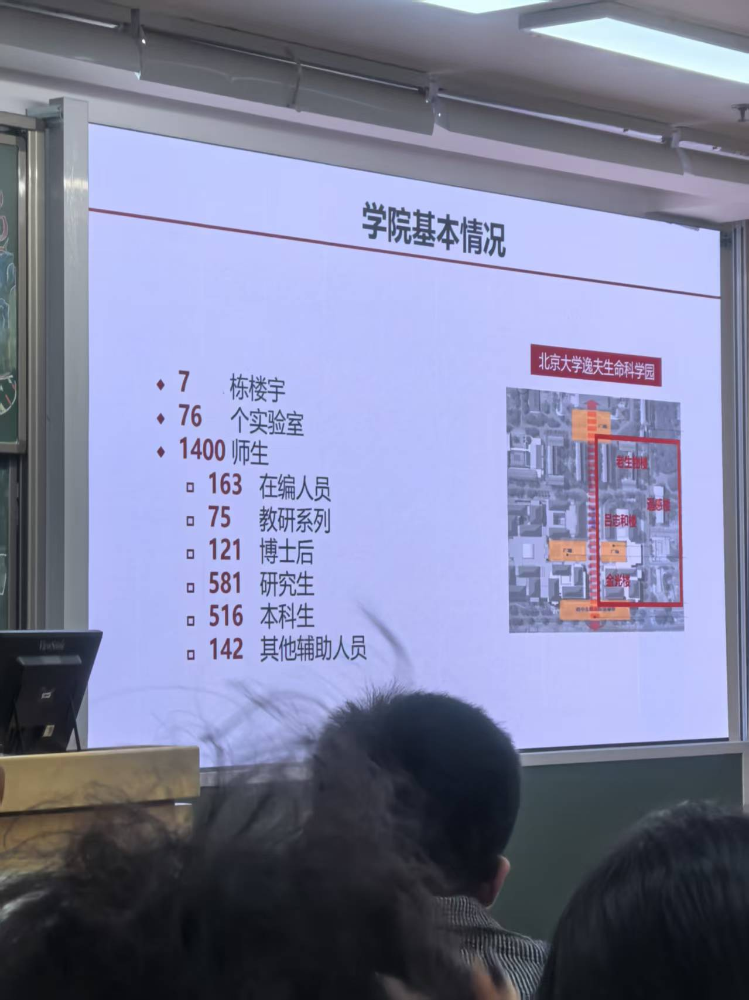 学院基本情况
7 栋楼宇
76 个实验室
1400 师生
163 在编人员
75 教研系列
121 博士后
581 研究生
516 本科生
142 其他辅助人员
北京大学逸夫生命科学园
老生物楼
遥感楼
吕志和楼
金光楼
ViewSonic